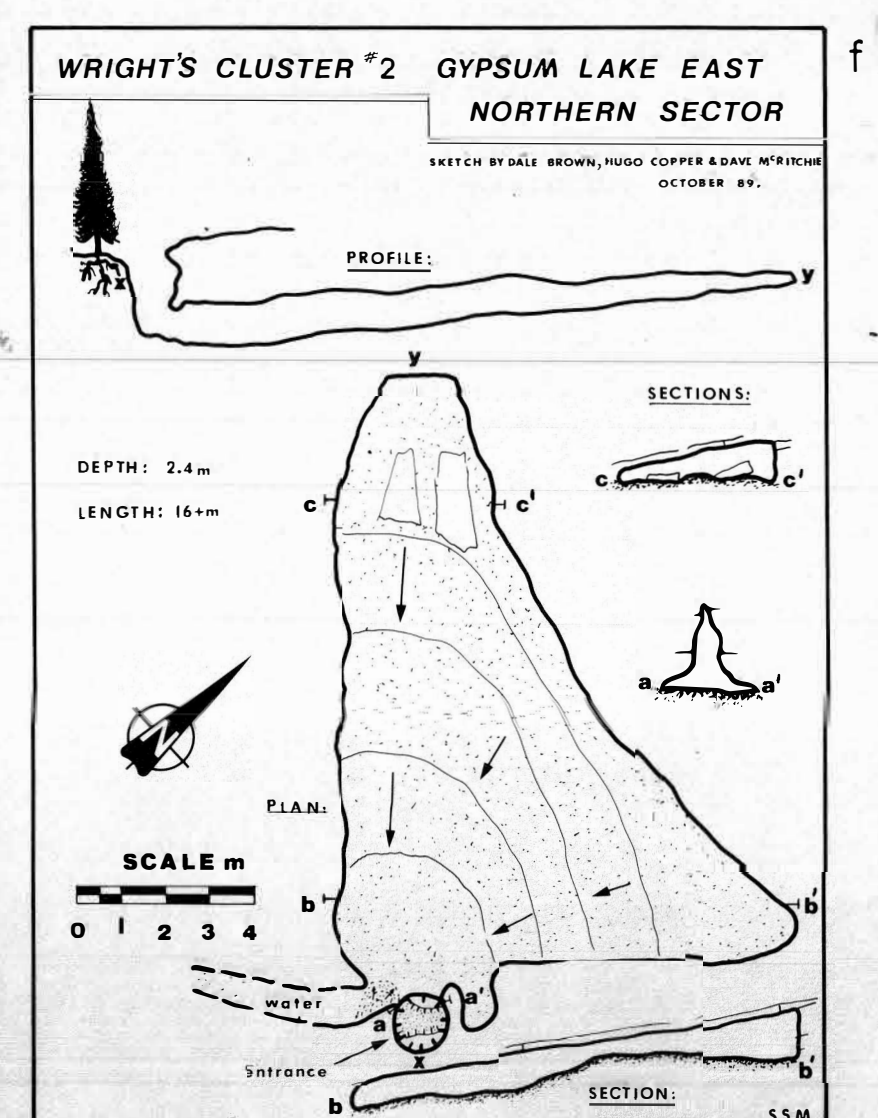 WRIGHT'S CLUSTER #2 GYPSUM LAKE EAST
NORTHERN SECTOR
f
SKETCH BY DALE BROWN, HUGO COPPER & DAVE McRITCHIE
OCTOBER 89.
PROFILE:
x
y
y
SECTIONS:
DEPTH: 2.4m
LENGTH: 16+m
c c'
c c'
a a'
N
PLAN:
SCALE m
0 1 2 3 4
b b'
water
a a'
Entrance
x
b b'
SECTION:
SSM